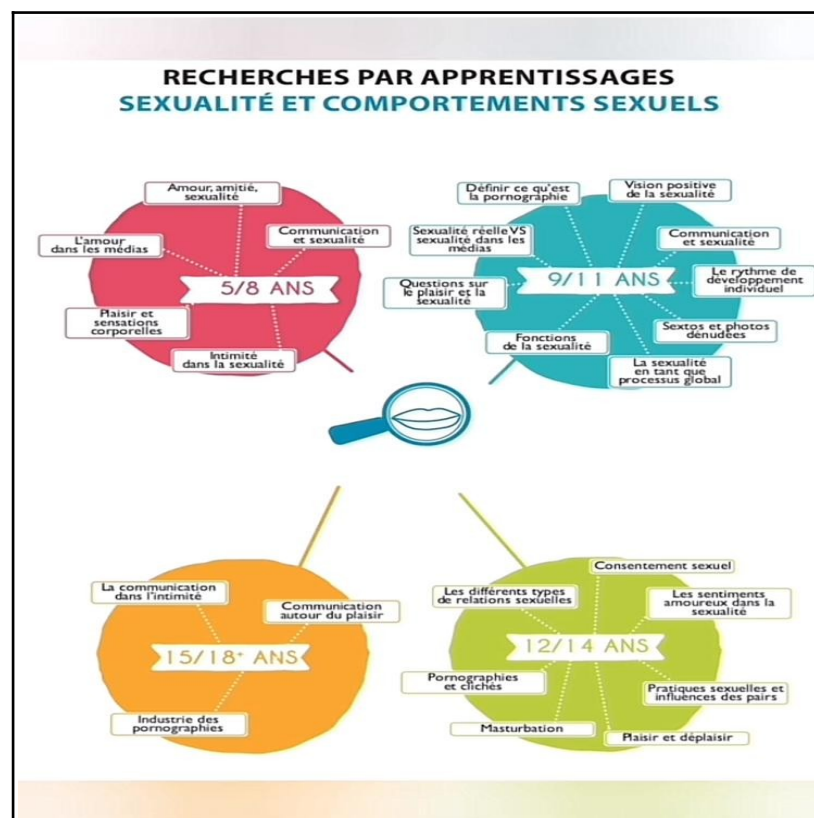 RECHERCHES PAR APPRENTISSAGES
SEXUALITÉ ET COMPORTEMENTS SEXUELS
Amour, amitié,
sexualité
L'amour
dans les médias
Communication
et sexualité
5/8 ANS
Plaisir et
sensations
corporelles
Intimité
dans la sexualité
Définir ce qu'est
la pornographie
Vision positive
de la sexualité
Sexualité réelle VS
sexualité dans les
médias
Communication
et sexualité
9/11 ANS
Questions sur
le plaisir et la
sexualité
Le rythme de
développement
individuel
Fonctions
de la sexualité
Sextos et photos
dénudées
La sexualité
en tant que
processus global
La communication
dans l'intimité
Communication
autour du plaisir
15/18+ ANS
Industrie des
pornographies
Consentement sexuel
Les différents types
de relations sexuelles
Les sentiments
amoureux dans la
sexualité
12/14 ANS
Pornographies
et clichés
Pratiques sexuelles et
influences des pairs
Masturbation
Plaisir et déplaisir